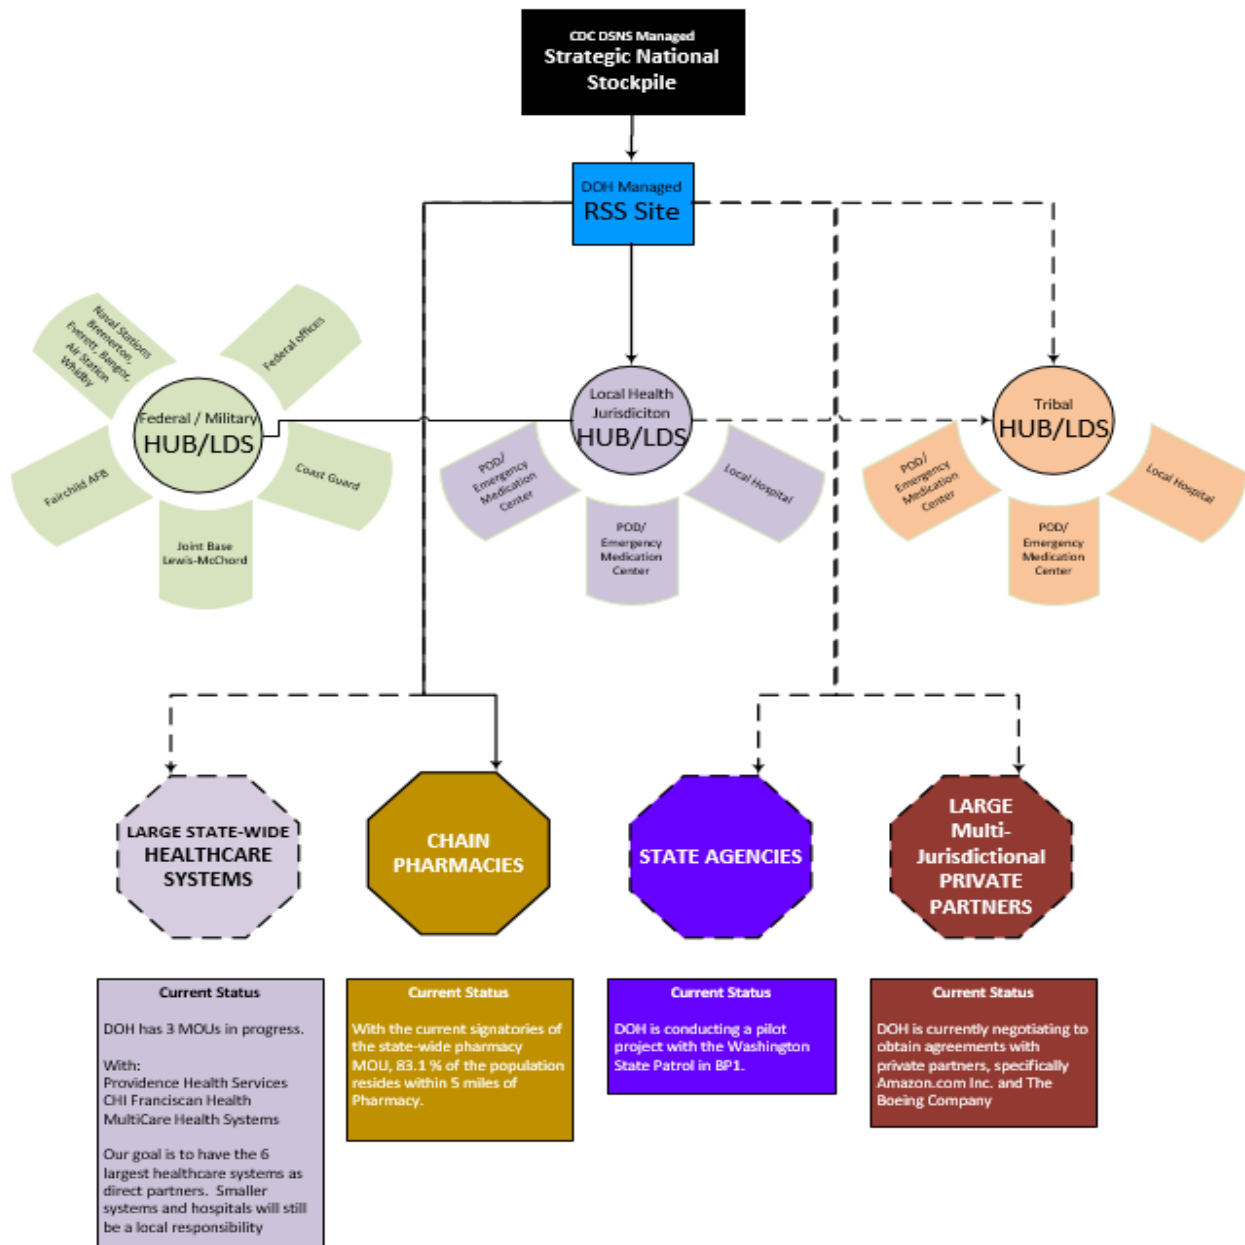 CDC DSNS Managed
Strategic National
Stockpile
DOH Managed
RSS Site
Naval Stations
Bremerton,
Everett, Bangor,
Air Station
Whidby
Federal offices
Federal / Military
HUB/LDS
Fairchild AFB
Coast Guard
Joint Base
Lewis-McChord
Local Health
Jurisdiciton
HUB/LDS
POD/
Emergency
Medication
Center
POD/
Emergency
Medication
Center
Local Hospital
Tribal
HUB/LDS
POD/
Emergency
Medication
Center
POD/
Emergency
Medication
Center
Local Hospital
LARGE STATE-WIDE
HEALTHCARE
SYSTEMS
CHAIN
PHARMACIES
STATE AGENCIES
LARGE
Multi-
Jurisdictional
PRIVATE
PARTNERS
Current Status
DOH has 3 MOUs in progress.
With:
Providence Health Services
CHI Franciscan Health
MultiCare Health Systems
Our goal is to have the 6
largest healthcare systems as
direct partners.  Smaller
systems and hospitals will still
be a local responsibility
Current Status
With the current signatories of
the state-wide pharmacy
MOU, 83.1 % of the population
resides within 5 miles of
Pharmacy.
Current Status
DOH is conducting a pilot
project with the Washington
State Patrol in BP1.
Current Status
DOH is currently negotiating to
obtain agreements with
private partners, specifically
Amazon.com Inc. and The
Boeing Company